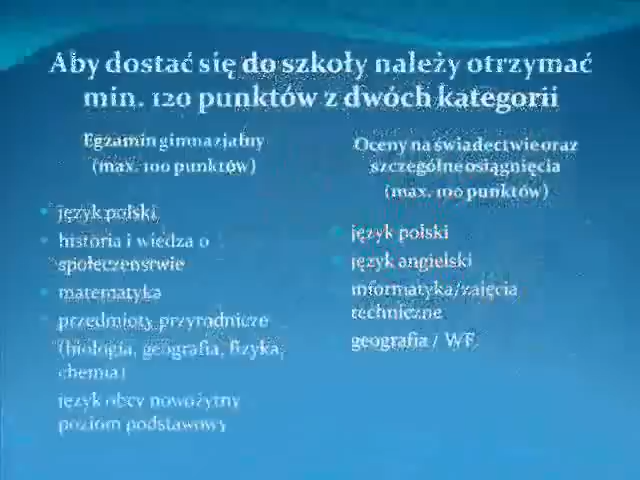 Aby dostać się do szkoły należy otrzymać
min. 120 punktów z dwóch kategorii
Egzamin gimnazjalny
(max. 100 punktów)
język polski
historia i wiedza o
społeczeństwie
matematyka
przedmioty przyrodnicze
(biologia, geografia, fizyka,
chemia)
język obcy nowożytny
poziom podstawowy
Oceny na świadectwie oraz
szczególne osiągnięcia
(max. 100 punktów)
język polski
język angielski
informatyka/zajęcia
techniczne
geografia / WF